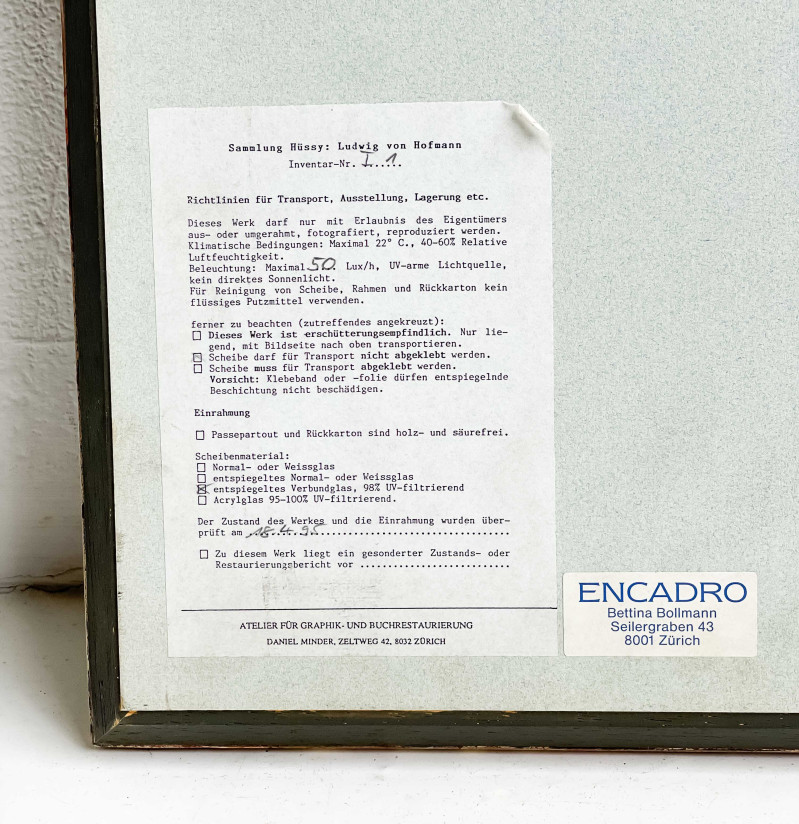 Sammlung Hüssy: Ludwig von Hofmann
Inventar-Nr. I.1.....
Richtlinien für Transport, Ausstellung, Lagerung etc.
Dieses Werk darf nur mit Erlaubnis des Eigentümers
aus- oder umgerahmt, fotografiert, reproduziert werden.
Klimatische Bedingungen: Maximal 22° C., 40-60% Relative
Luftfeuchtigkeit.
Beleuchtung: Maximal 50. Lux/h, UV-arme Lichtquelle,
kein direktes Sonnenlicht.
Für Reinigung von Scheibe, Rahmen und Rückkarton kein
flüssiges Putzmittel verwenden.
ferner zu beachten (zutreffendes angekreuzt):
☐ Dieses Werk ist erschütterungsempfindlich. Nur lie-
gend, mit Bildseite nach oben transportieren.
☐ Scheibe darf für Transport nicht abgeklebt werden.
☐ Scheibe muss für Transport abgeklebt werden.
Vorsicht: Klebeband oder -folie dürfen entspiegelnde
Beschichtung nicht beschädigen.
Einrahmung
☐ Passepartout und Rückkarton sind holz- und säurefrei.
Scheibenmaterial:
☐ Normal- oder Weissglas
☐ entspiegeltes Normal- oder Weissglas
☒ entspiegeltes Verbundglas, 98% UV-filtrierend
☐ Acrylglas 95-100% UV-filtrierend.
Der Zustand des Werkes und die Einrahmung wurden über-
prüft am 18.4.95..............................
☐ Zu diesem Werk liegt ein gesonderter Zustands- oder
Restaurierungsbericht vor .........................
ATELIER FÜR GRAPHIK- UND BUCHRESTAURIERUNG
DANIEL MINDER, ZELTWEG 42, 8032 ZÜRICH
ENCADRO
Bettina Bollmann
Seilergraben 43
8001 Zürich